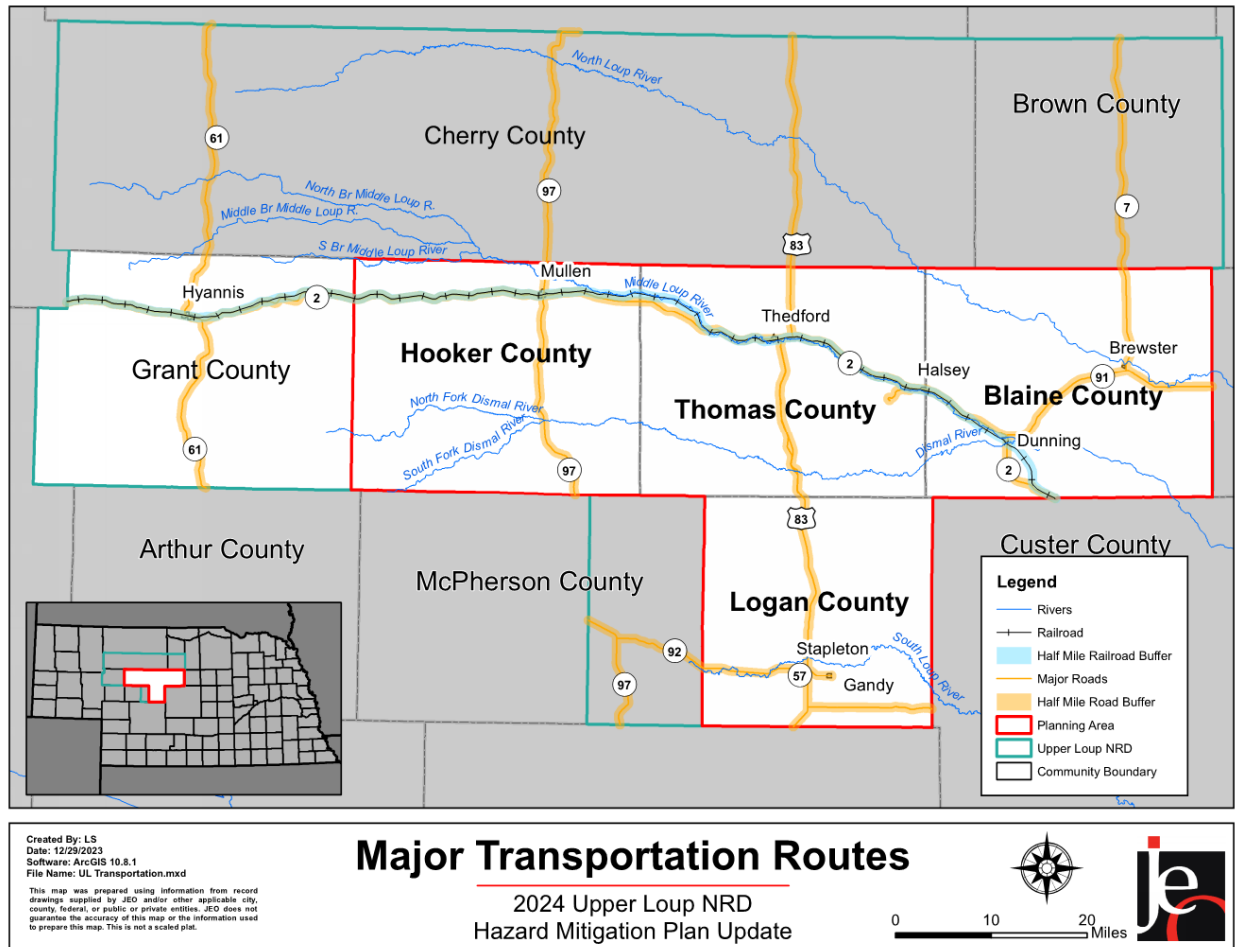 North Loup River
Brown County
Cherry County
61
97
7
North Br Middle Loup R.
Middle Br Middle Loup R.
S Br Middle Loup River
83
Mullen
Middle Loup River
Hyannis
2
Thedford
Hooker County
Brewster
Grant County
2
Halsey
91
Blaine County
North Fork Dismal River
Thomas County
South Fork Dismal River
Dismal River
Dunning
61
97
2
83
Arthur County
Custer County
McPherson County
Logan County
92
Stapleton
South Loup River
97
57
Gandy
Legend
Rivers
Railroad
Half Mile Railroad Buffer
Major Roads
Half Mile Road Buffer
Planning Area
Upper Loup NRD
Community Boundary
Created By: LS
Date: 12/29/2023
Software: ArcGIS 10.8.1
File Name: UL Transportation.mxd
This map was prepared using information from record
drawings supplied by JEO and/or other applicable city,
county, federal, or public or private entities. JEO does not
guarantee the accuracy of this map or the information used
to prepare this map. This is not a scaled plat.
Major Transportation Routes
2024 Upper Loup NRD
Hazard Mitigation Plan Update
0 10 20
Miles
jeo